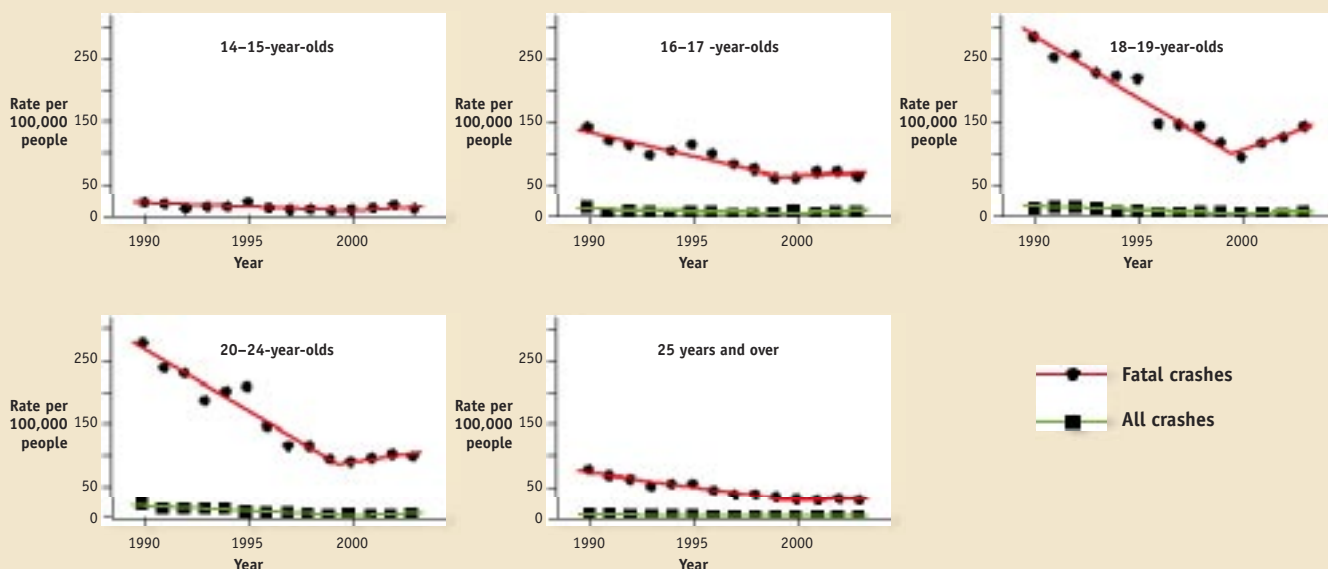 14–15-year-olds
250
Rate per
100,000
people
150
50
0
1990
1995
2000
Year
16–17 -year-olds
250
Rate per
100,000
people
150
50
0
1990
1995
2000
Year
18–19-year-olds
250
Rate per
100,000
people
150
50
0
1990
1995
2000
Year
20–24-year-olds
250
Rate per
100,000
people
150
50
0
1990
1995
2000
Year
25 years and over
250
Rate per
100,000
people
150
50
0
1990
1995
2000
Year
Fatal crashes
All crashes